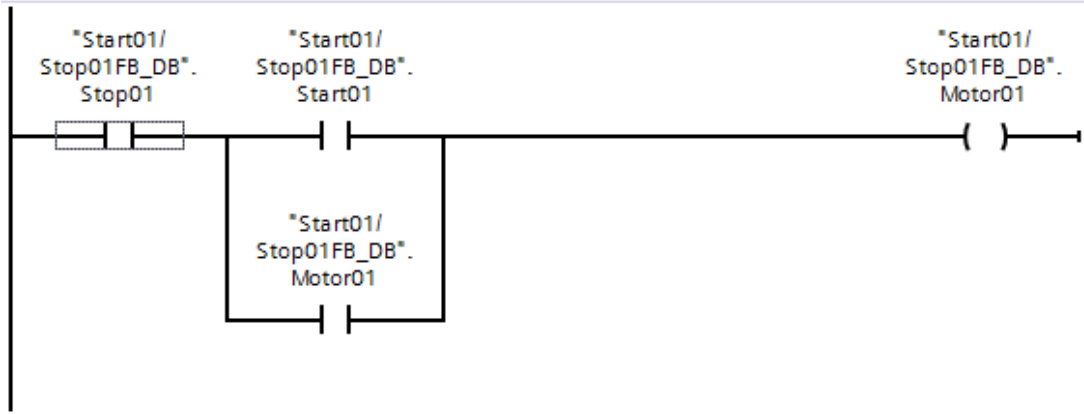 "Start01/
Stop01FB_DB".
Stop01
"Start01/
Stop01FB_DB".
Start01
"Start01/
Stop01FB_DB".
Motor01
"Start01/
Stop01FB_DB".
Motor01